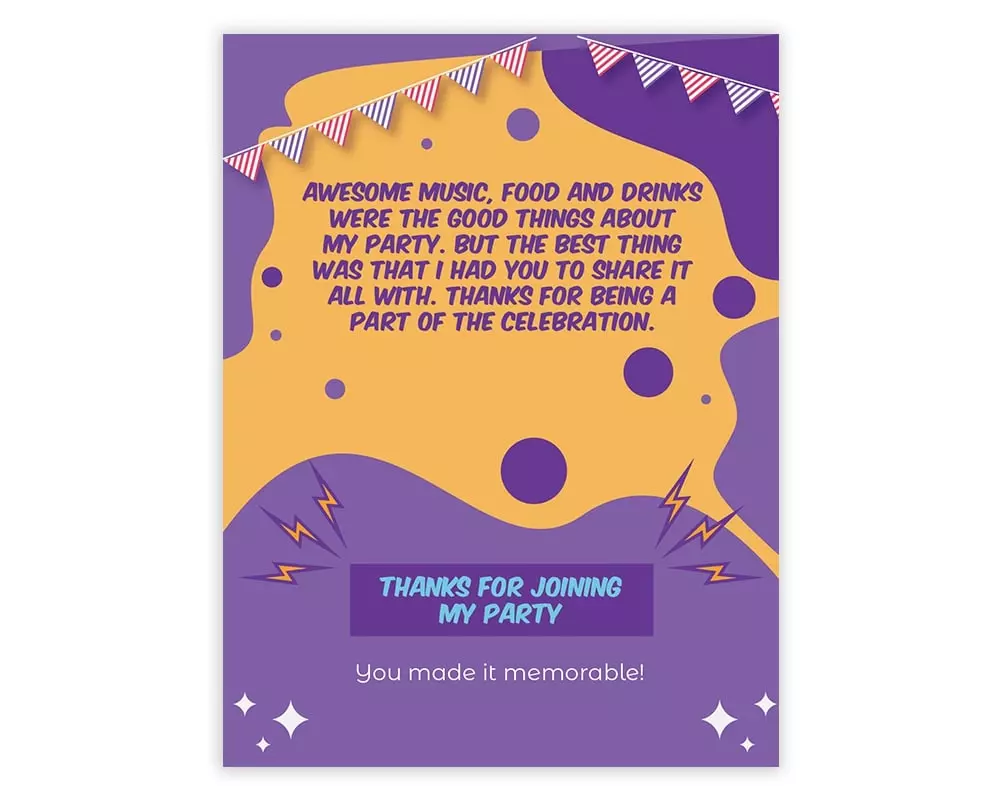 AWESOME MUSIC, FOOD AND DRINKS
WERE THE GOOD THINGS ABOUT
MY PARTY. BUT THE BEST THING
WAS THAT I HAD YOU TO SHARE IT
ALL WITH. THANKS FOR BEING A
PART OF THE CELEBRATION.
THANKS FOR JOINING
MY PARTY
You made it memorable!